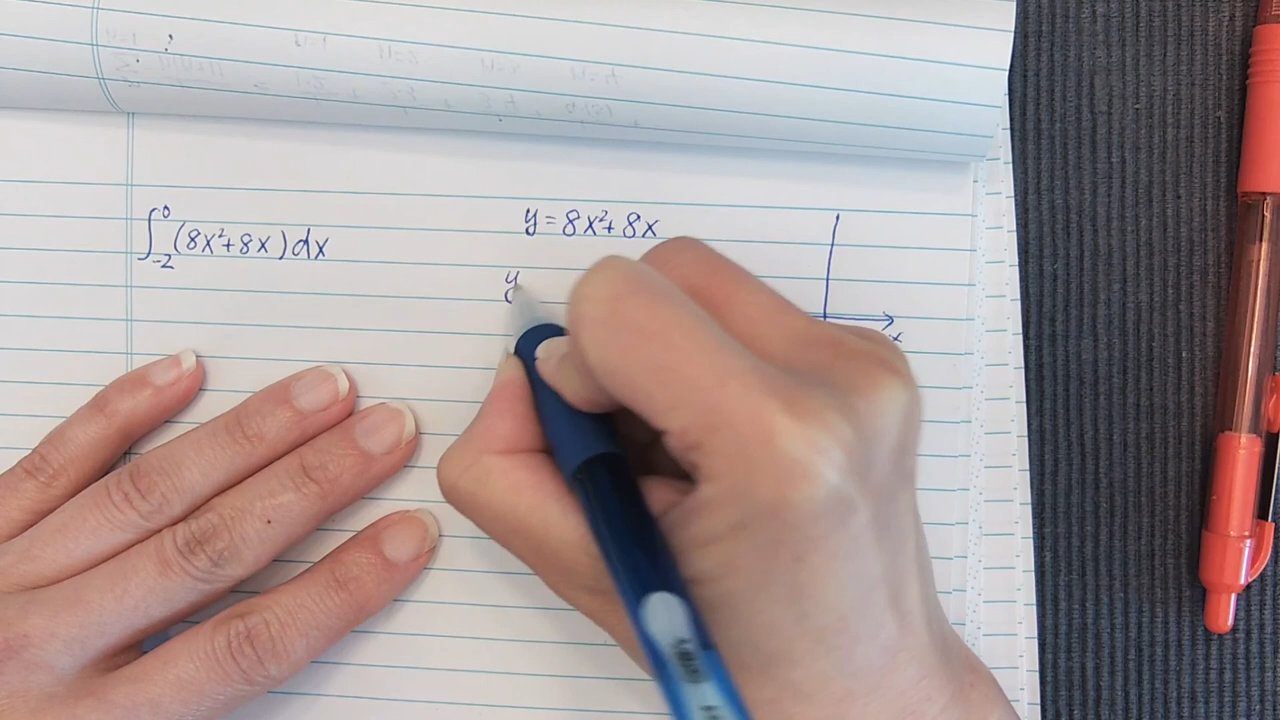 ∫₋₂⁰ (8x²+8x) dx
y = 8x²+8x
y
x